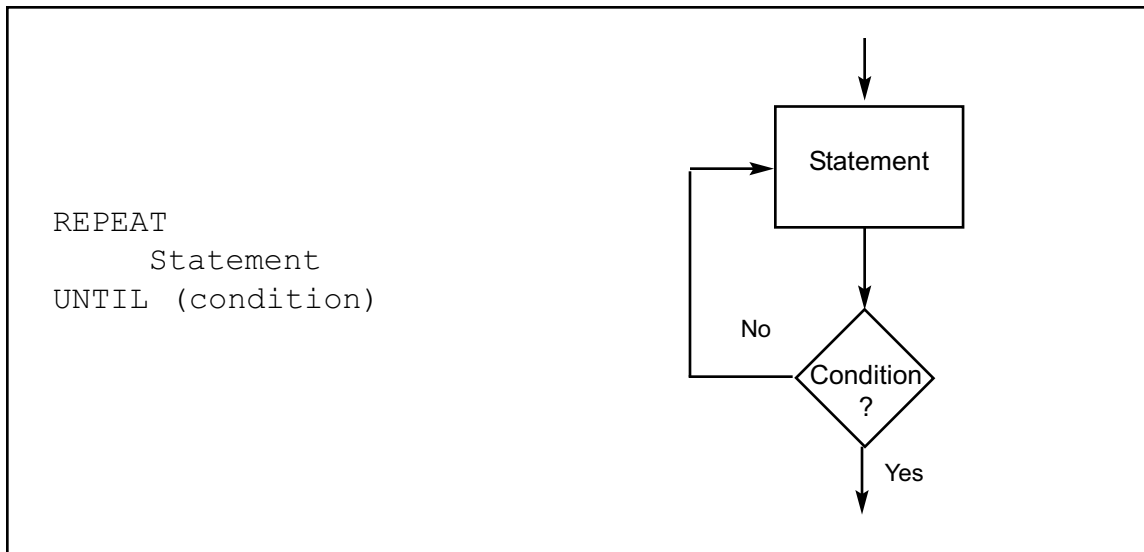 REPEAT
Statement
UNTIL (condition)
Statement
No
Condition
?
Yes